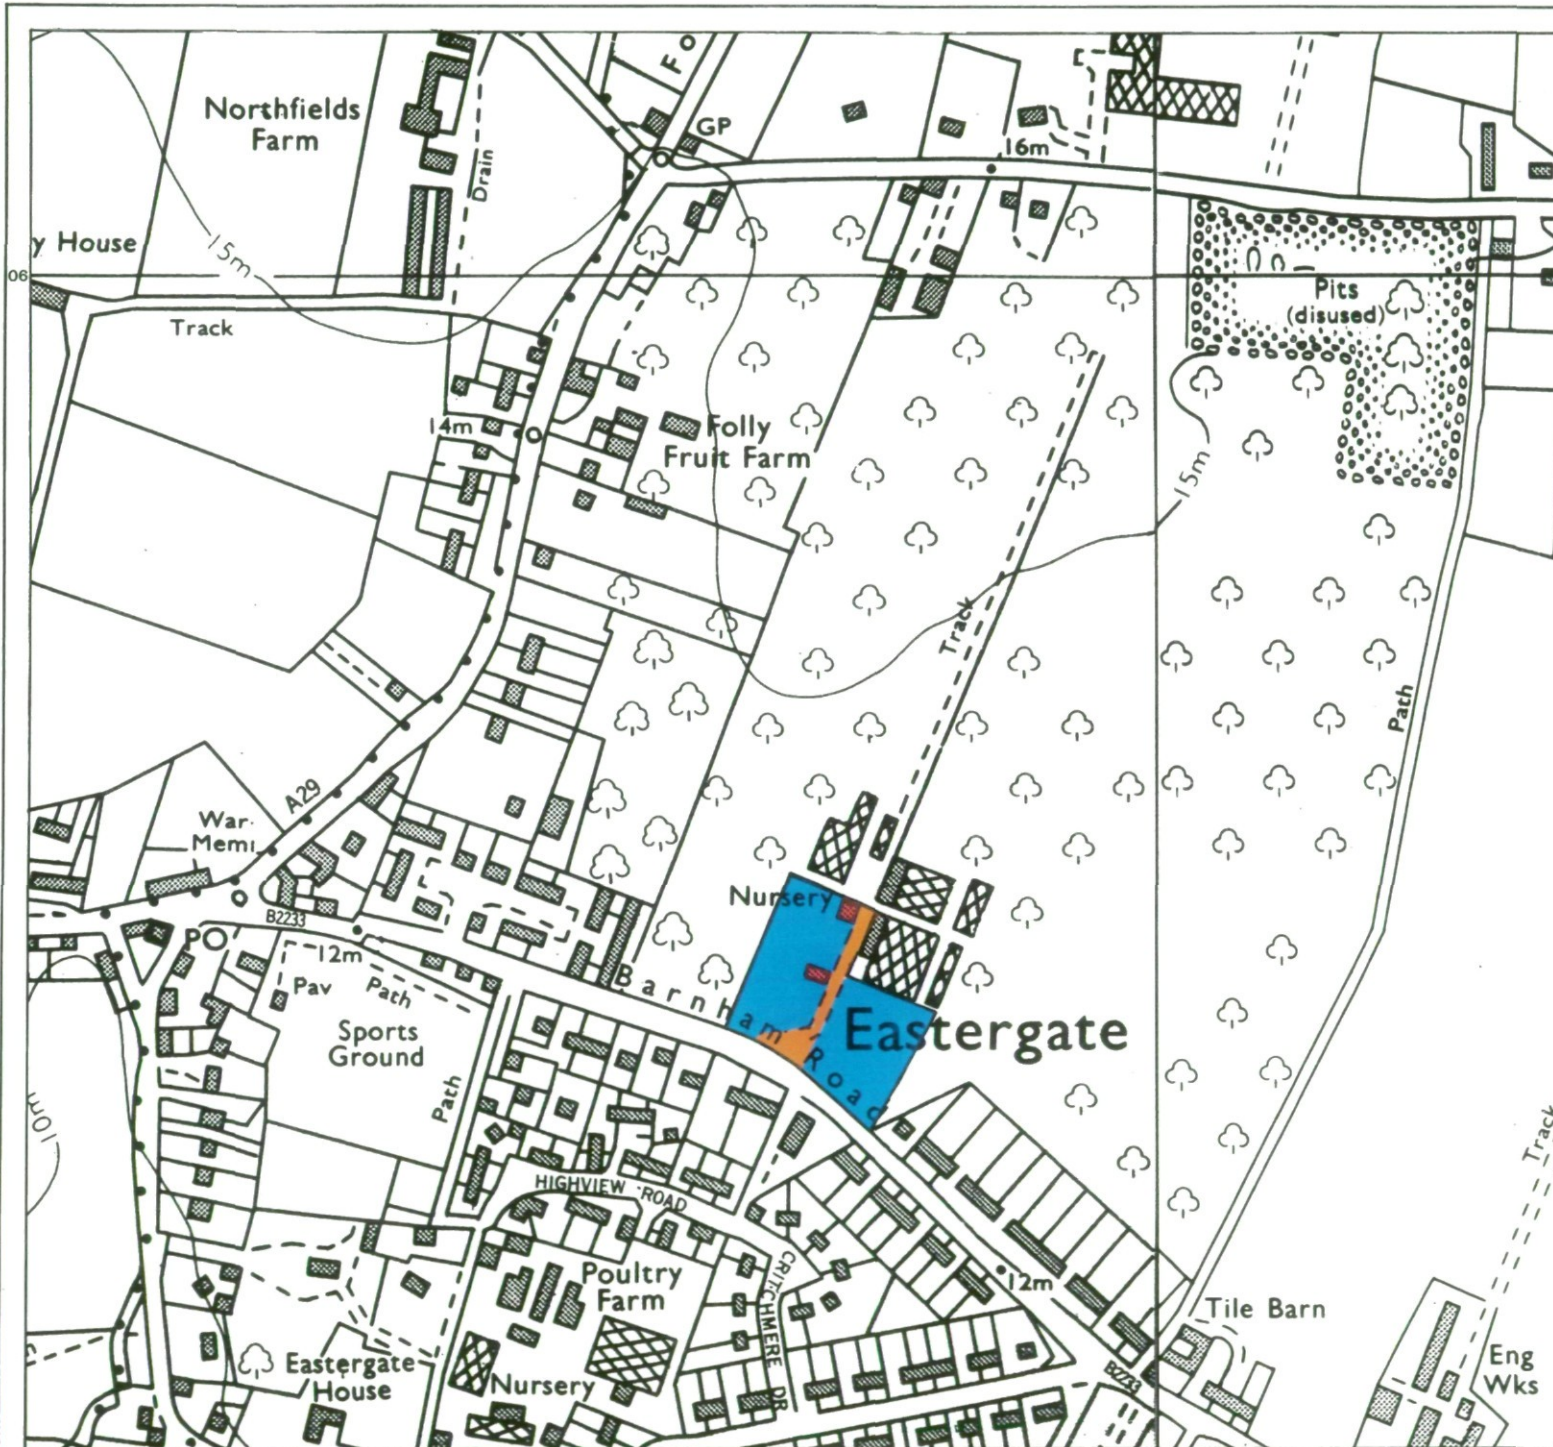 Fo
GP
Northfields
Farm
16m
Drain
y House
15m
06
Pits
(disused)
Track
14m
Folly
Fruit Farm
15m
Track
Path
A29
War
Meml
Nursery
B2233
P
12m
Path
Pav
Barnham Road
Sports
Ground
Eastergate
Path
10m
Track
HIGHVIEW ROAD
CRITCHMERE DR
Poultry
Farm
12m
Tile Barn
Eastergate
House
Nursery
B2233
Eng
Wks